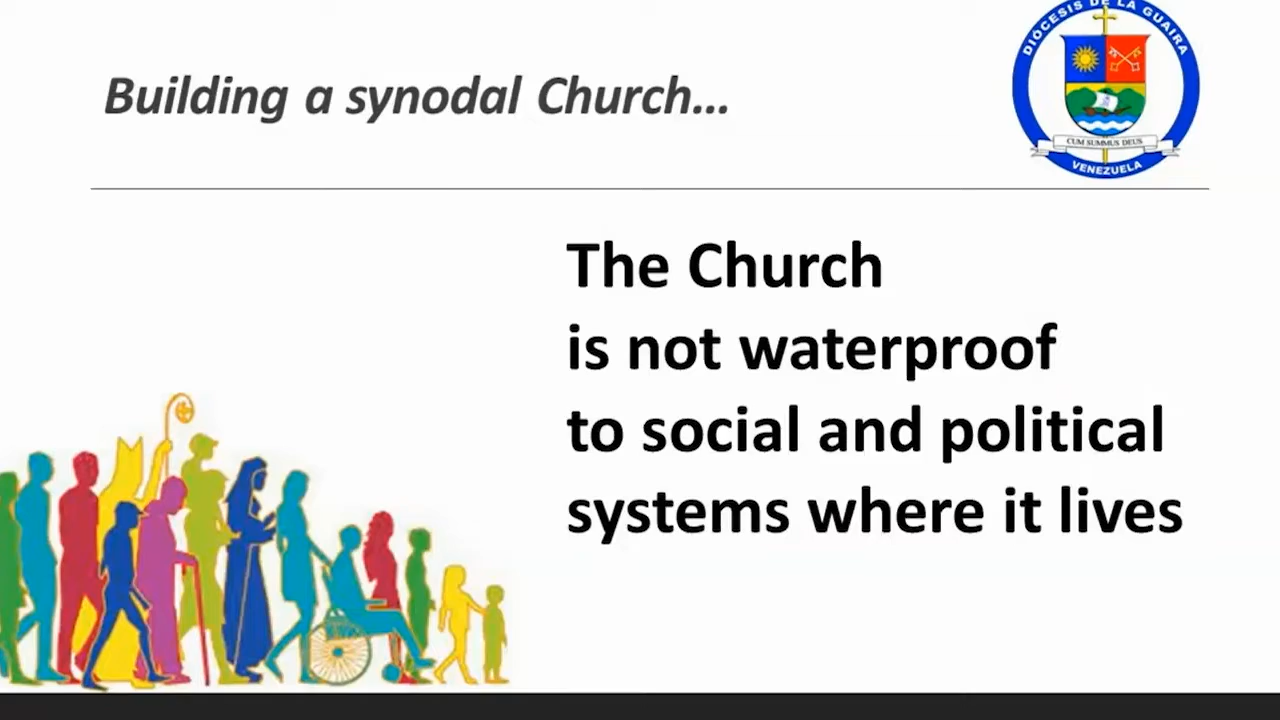 Building a synodal Church...
DIÓCESIS DE LA GUAIRA
CUM SUMMUS DEUS
VENEZUELA
The Church
is not waterproof
to social and political
systems where it lives